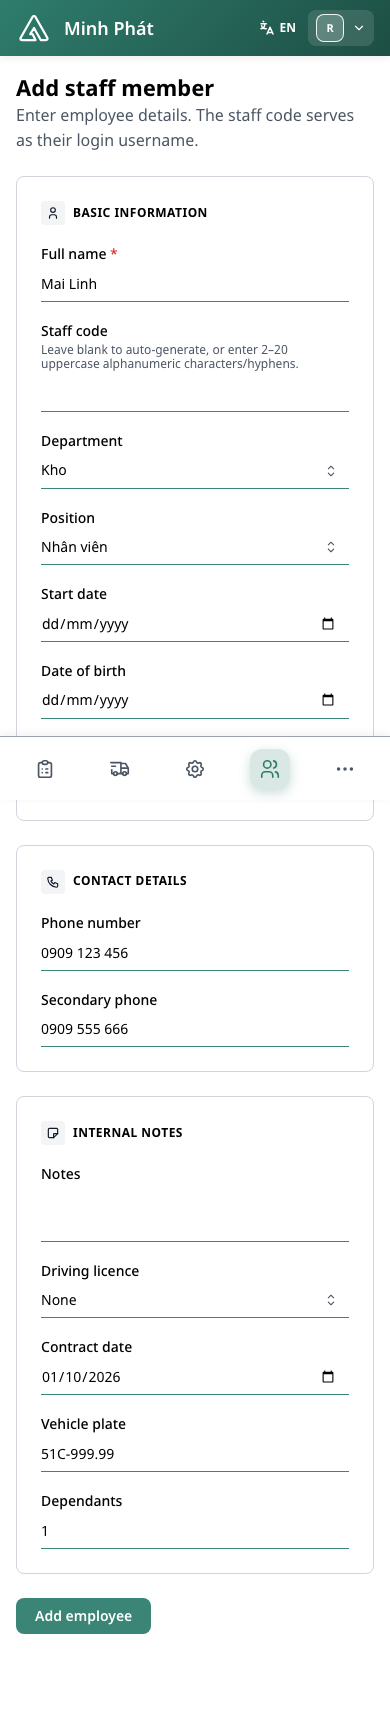 Minh Phát
EN
R
Add staff member
Enter employee details. The staff code serves
as their login username.
BASIC INFORMATION
Full name *
Mai Linh
Staff code
Leave blank to auto-generate, or enter 2–20
uppercase alphanumeric characters/hyphens.
Department
Kho
Position
Nhân viên
Start date
dd/mm/yyyy
Date of birth
dd/mm/yyyy
CONTACT DETAILS
Phone number
0909 123 456
Secondary phone
0909 555 666
INTERNAL NOTES
Notes
Driving licence
None
Contract date
01/10/2026
Vehicle plate
51C-999.99
Dependants
1
Add employee